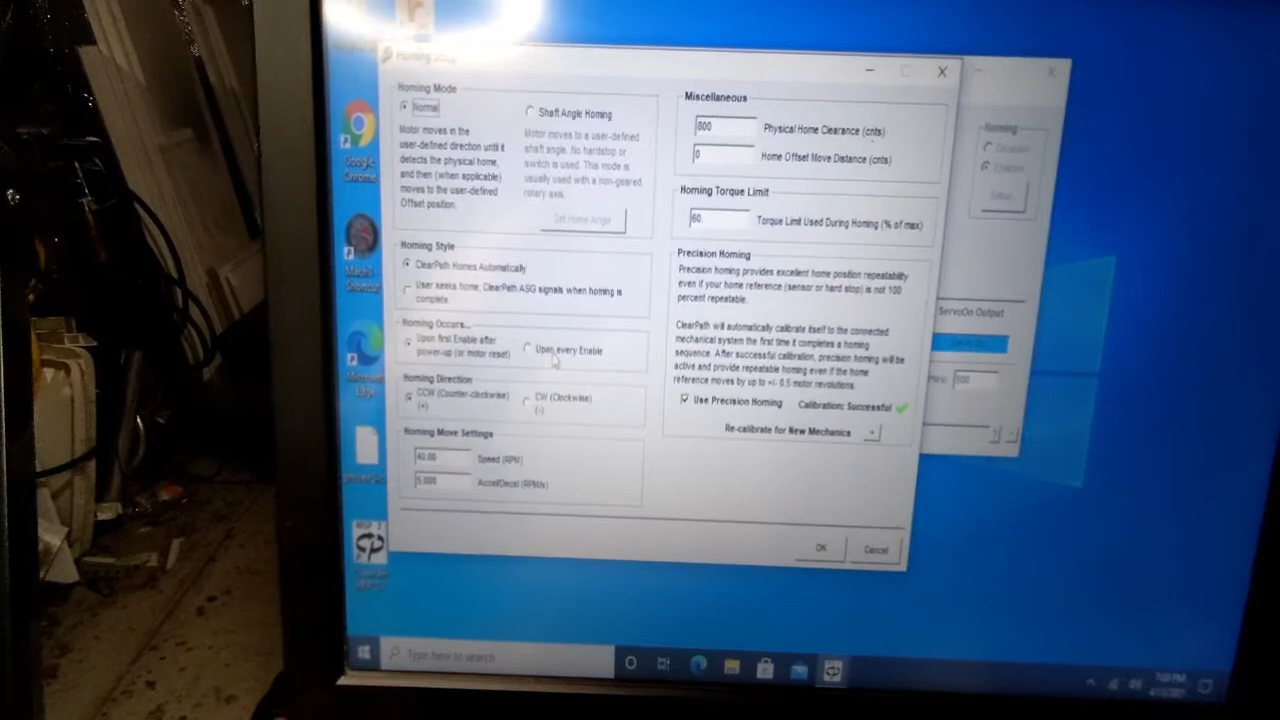 Homing
Homing Mode
Normal
Motor moves in the
user-defined direction until it
detects the physical home,
and then (when applicable)
moves to the user-defined
Offset position.
Shaft Angle Homing
Motor moves to a user-defined
shaft angle. No hardstop or
switch is used. This mode is
usually used with a non-geared
rotary axis.
Set Home Angle
Homing Style
ClearPath Homes Automatically
User seeks home. ClearPath ASG signals when homing is
complete.
Homing Occurs...
Upon first Enable after
power-up (or motor reset)
Upon every Enable
Homing Direction
CCW (Counter-clockwise)
(+)
CW (Clockwise)
(-)
Homing Move Settings
40.00 Speed (RPM)
5,000 Accel/Decel (RPM/s)
Miscellaneous
800 Physical Home Clearance (cnts)
0 Home Offset Move Distance (cnts)
Homing Torque Limit
60. Torque Limit Used During Homing (% of max)
Precision Homing
Precision homing provides excellent home position repeatability
even if your home reference (sensor or hard stop) is not 100
percent repeatable.
ClearPath will automatically calibrate itself to the connected
mechanical system the first time it completes a homing
sequence. After successful calibration, precision homing will be
active and provide repeatable homing even if the home
reference moves by up to +/- 0.5 motor revolutions.
Use Precision Homing Calibration: Successful
Re-calibrate for New Mechanics
OK
Cancel
Homing
ServoOn Output
500
Google
Chrome
Mach3
Shortcut
Microsoft
Edge
MSP 2
Type here to search